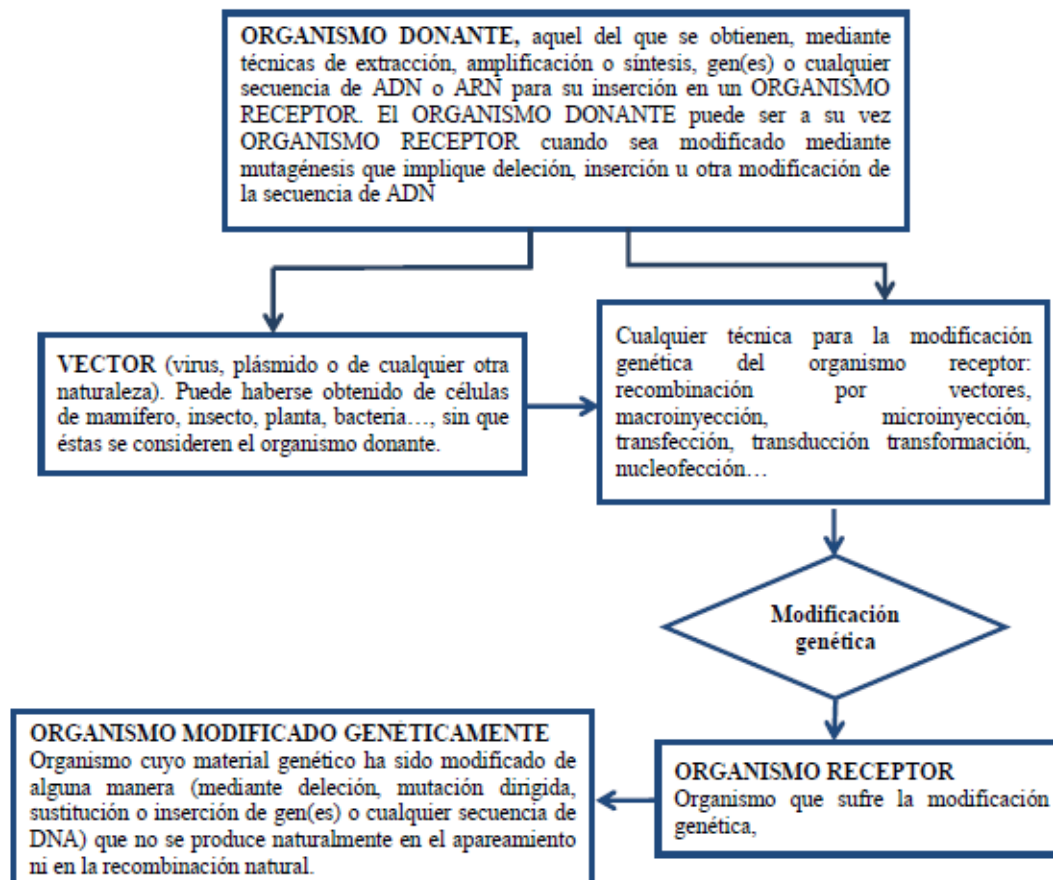 ORGANISMO DONANTE, aquel del que se obtienen, mediante
técnicas de extracción, amplificación o síntesis, gen(es) o cualquier
secuencia de ADN o ARN para su inserción en un ORGANISMO
RECEPTOR. El ORGANISMO DONANTE puede ser a su vez
ORGANISMO RECEPTOR cuando sea modificado mediante
mutagénesis que implique deleción, inserción u otra modificación de
la secuencia de ADN
VECTOR (virus, plásmido o de cualquier otra
naturaleza). Puede haberse obtenido de células
de mamífero, insecto, planta, bacteria…, sin que
éstas se consideren el organismo donante.
Cualquier técnica para la modificación
genética del organismo receptor:
recombinación por vectores,
macroinyección, microinyección,
transfección, transducción transformación,
nucleofección…
Modificación
genética
ORGANISMO RECEPTOR
Organismo que sufre la modificación
genética,
ORGANISMO MODIFICADO GENÉTICAMENTE
Organismo cuyo material genético ha sido modificado de
alguna manera (mediante deleción, mutación dirigida,
sustitución o inserción de gen(es) o cualquier secuencia de
DNA) que no se produce naturalmente en el apareamiento
ni en la recombinación natural.